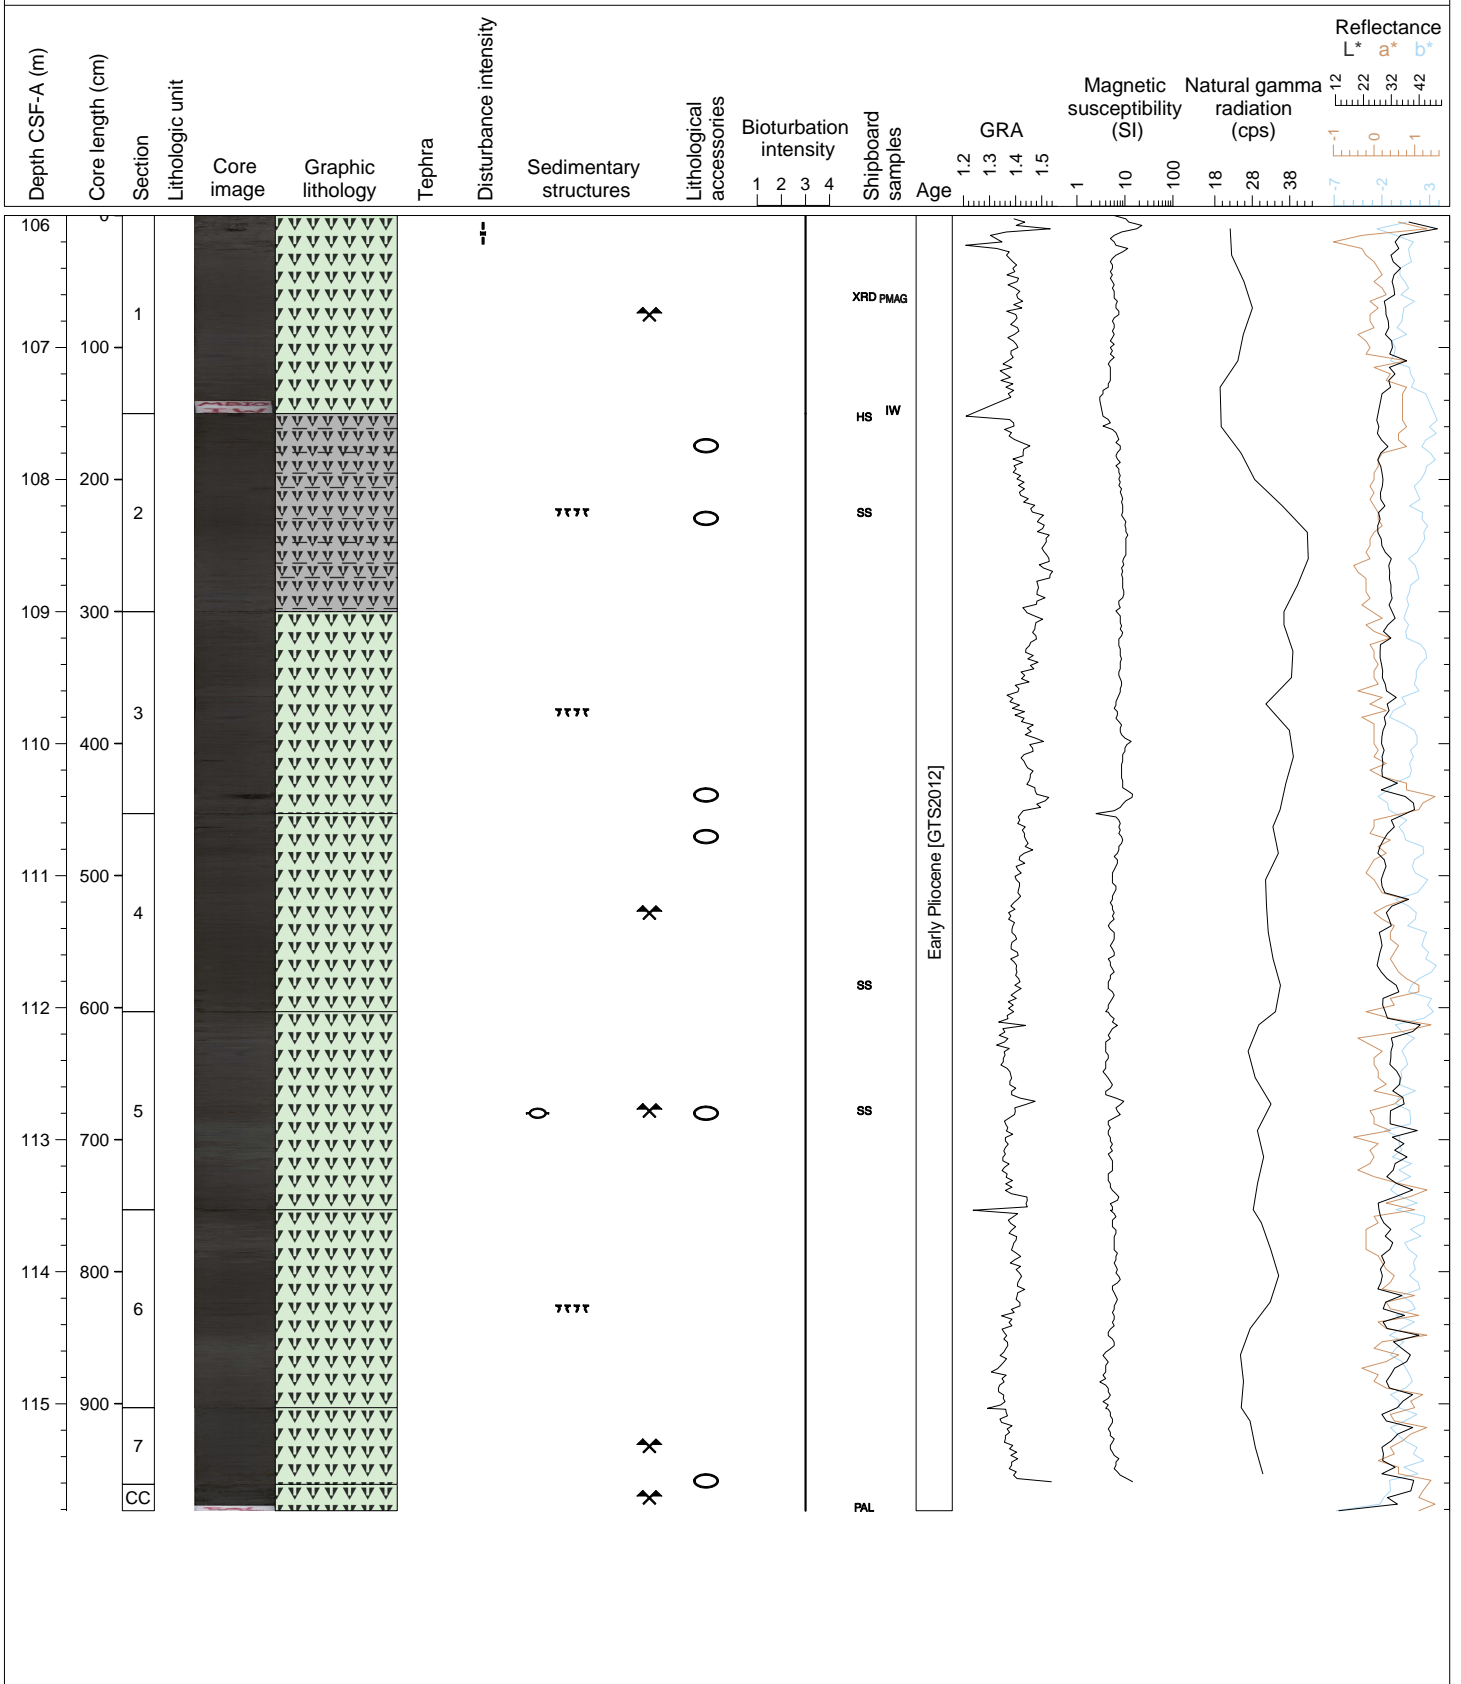 Depth CSF-A (m)
Core length (cm)
Section
Lithologic unit
Core
image
Graphic
lithology
Tephra
Disturbance intensity
Sedimentary
structures
Lithological
accessories
Bioturbation
intensity
1 2 3 4
Shipboard
samples
Age
GRA
1.2 1.3 1.4 1.5
Magnetic
susceptibility
(SI)
1 10 100
Natural gamma
radiation
(cps)
18 28 38
Reflectance
L* a* b*
12 22 32 42
-1 0 1
-7 -2 3
106 0
1
XRD PMAG
107 100
HS IW
108 200
2
SS
109 300
3
110 400
Early Pliocene [GTS2012]
111 500
4
SS
112 600
5
SS
113 700
114 800
6
115 900
7
CC
PAL